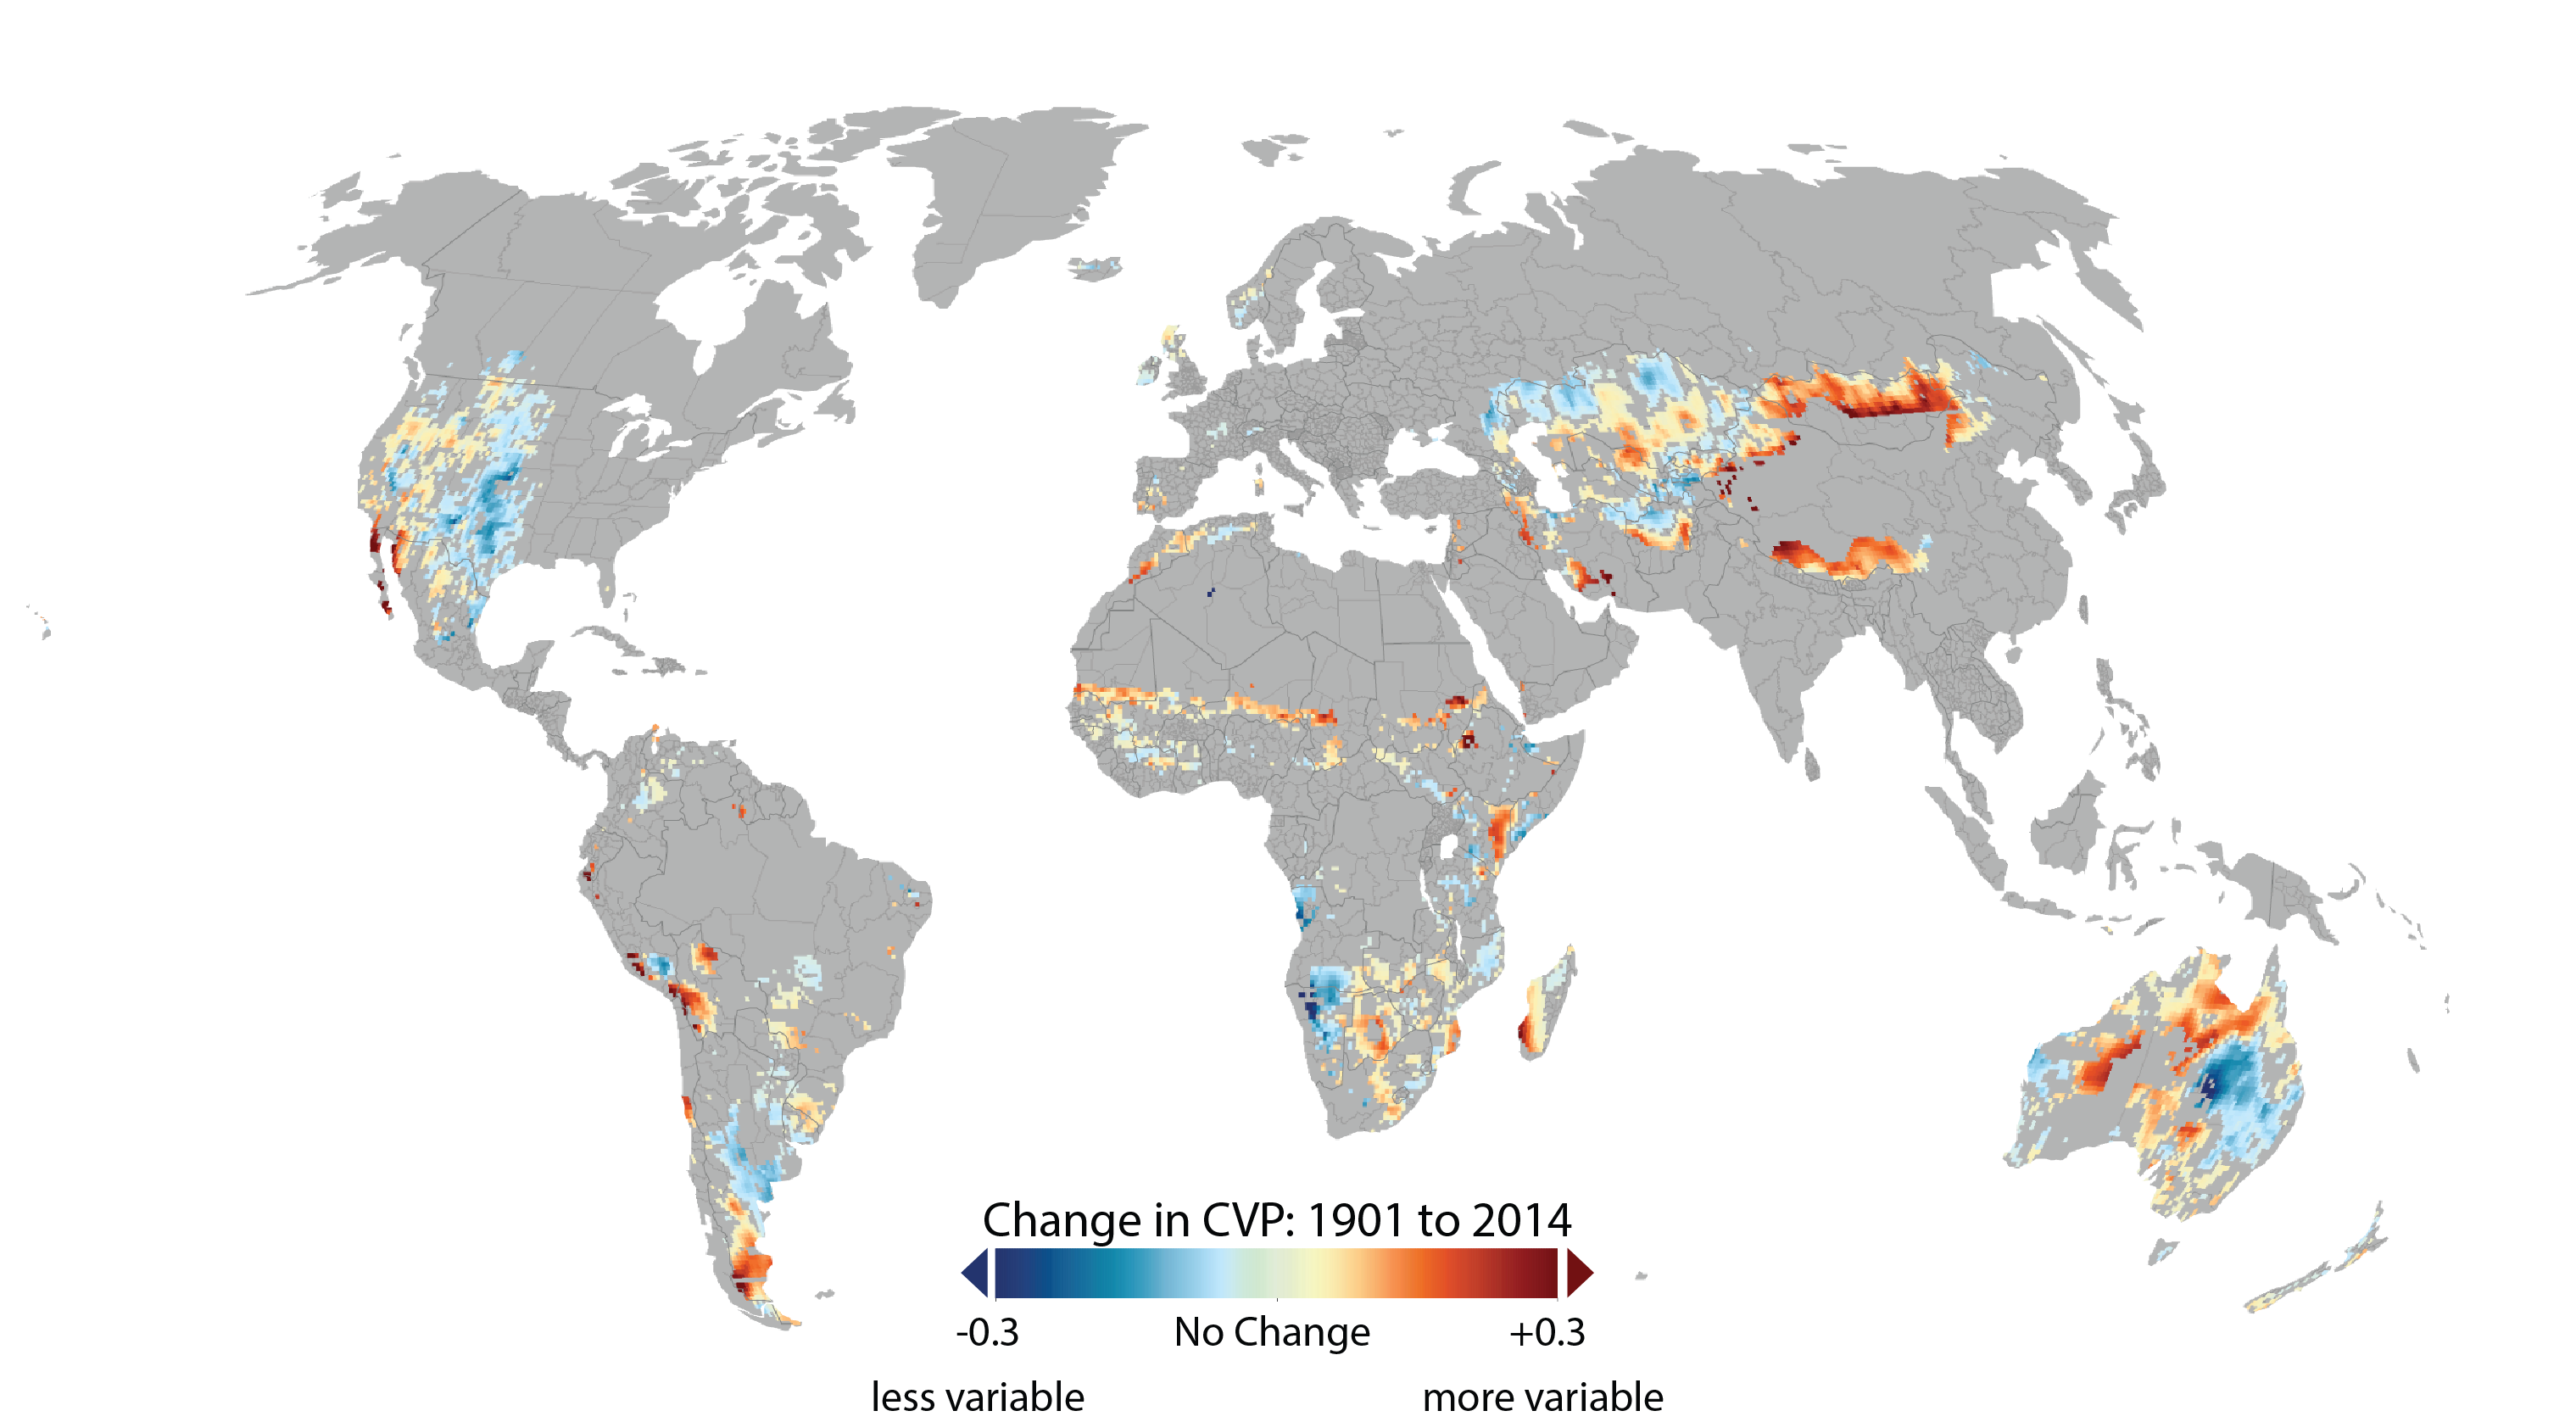 Change in CVP: 1901 to 2014
-0.3 No Change +0.3
less variable more variable